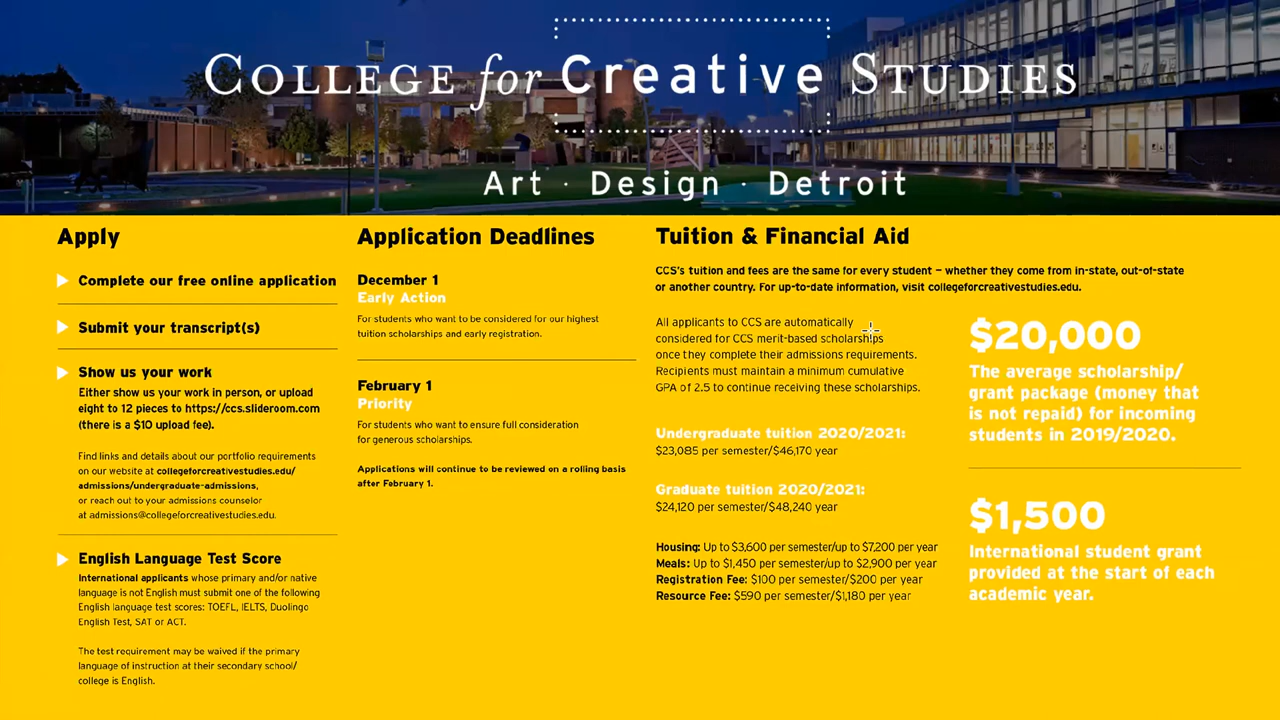 COLLEGE for Creative STUDIES
Art · Design · Detroit
Apply
Complete our free online application
Submit your transcript(s)
Show us your work
Either show us your work in person, or upload
eight to 12 pieces to https://ccs.slideroom.com
(there is a $10 upload fee).
Find links and details about our portfolio requirements
on our website at collegeforcreativestudies.edu/
admissions/undergraduate-admissions,
or reach out to your admissions counselor
at admissions@collegeforcreativestudies.edu.
English Language Test Score
International applicants whose primary and/or native
language is not English must submit one of the following
English language test scores: TOEFL, IELTS, Duolingo
English Test, SAT or ACT.
The test requirement may be waived if the primary
language of instruction at their secondary school/
college is English.
Application Deadlines
December 1
Early Action
For students who want to be considered for our highest
tuition scholarships and early registration.
February 1
Priority
For students who want to ensure full consideration
for generous scholarships.
Applications will continue to be reviewed on a rolling basis
after February 1.
Tuition & Financial Aid
CCS's tuition and fees are the same for every student – whether they come from in-state, out-of-state
or another country. For up-to-date information, visit collegeforcreativestudies.edu.
All applicants to CCS are automatically
considered for CCS merit-based scholarships
once they complete their admissions requirements.
Recipients must maintain a minimum cumulative
GPA of 2.5 to continue receiving these scholarships.
Undergraduate tuition 2020/2021:
$23,085 per semester/$46,170 year
Graduate tuition 2020/2021:
$24,120 per semester/$48,240 year
Housing: Up to $3,600 per semester/up to $7,200 per year
Meals: Up to $1,450 per semester/up to $2,900 per year
Registration Fee: $100 per semester/$200 per year
Resource Fee: $590 per semester/$1,180 per year
$20,000
The average scholarship/
grant package (money that
is not repaid) for incoming
students in 2019/2020.
$1,500
International student grant
provided at the start of each
academic year.